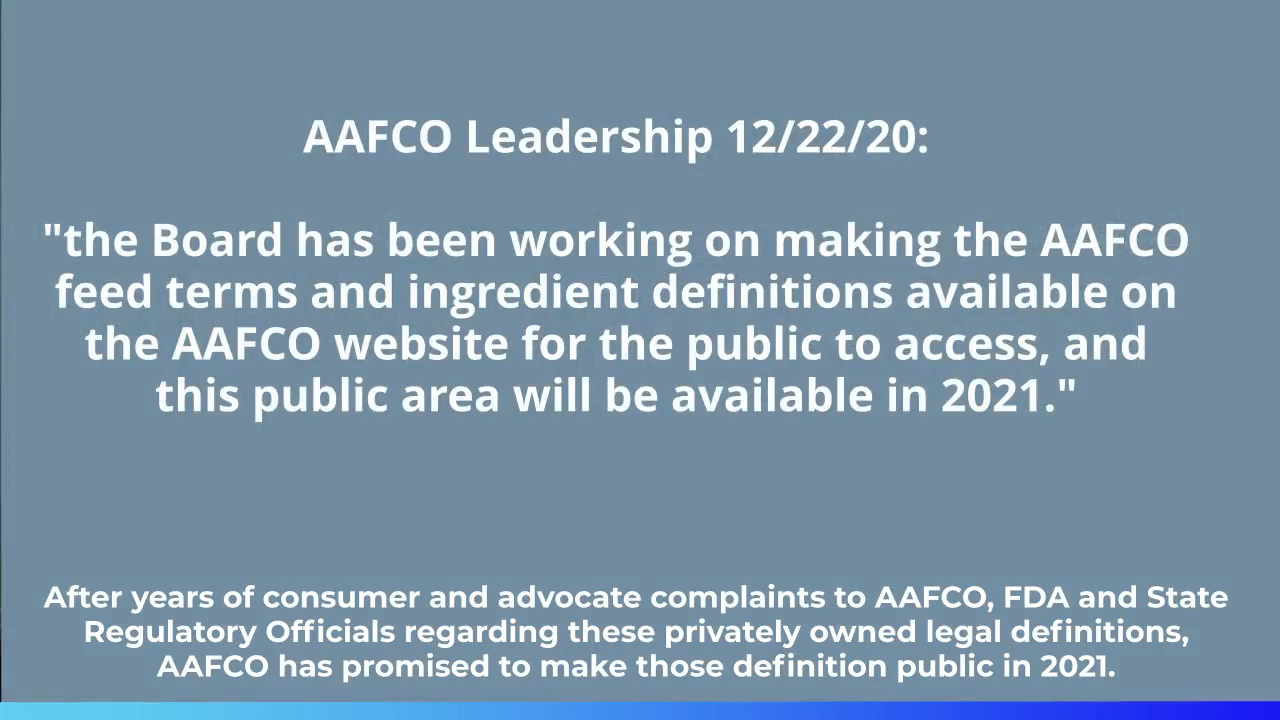 AAFCO Leadership 12/22/20:
"the Board has been working on making the AAFCO
feed terms and ingredient definitions available on
the AAFCO website for the public to access, and
this public area will be available in 2021."
After years of consumer and advocate complaints to AAFCO, FDA and State
Regulatory Officials regarding these privately owned legal definitions,
AAFCO has promised to make those definition public in 2021.